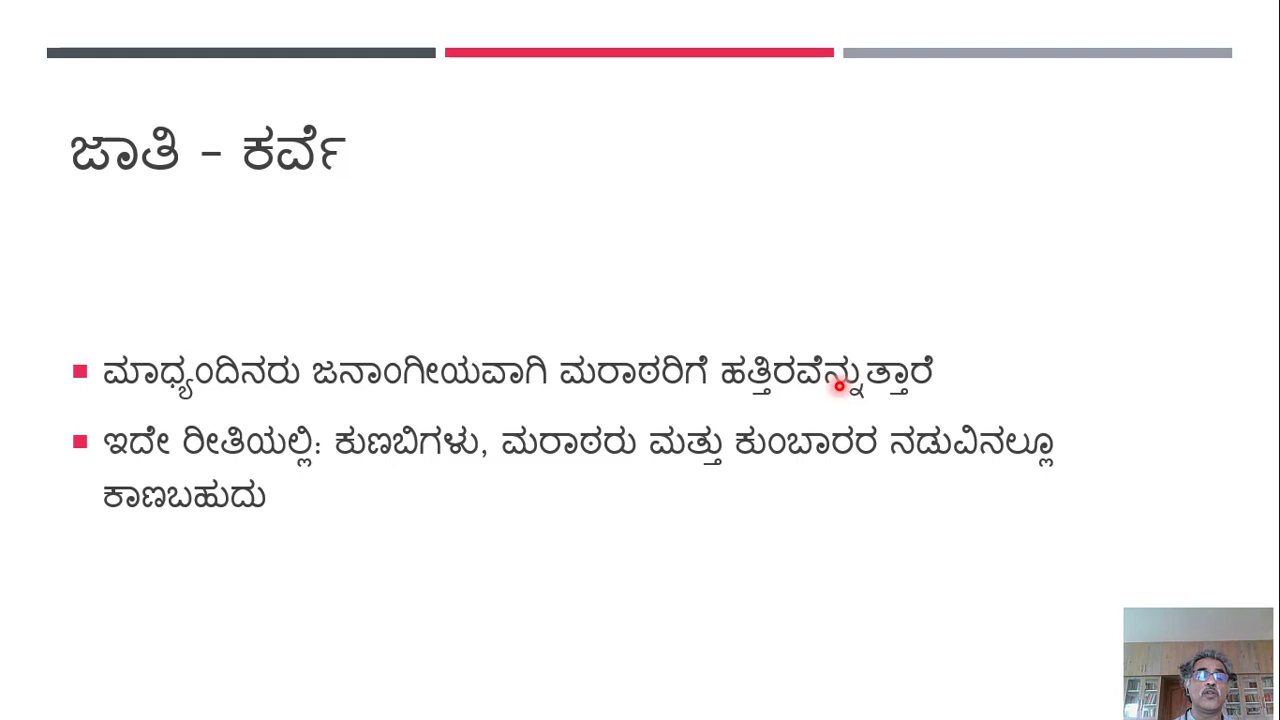 ಜಾತಿ – ಕರ್ವೆ
ಮಾಧ್ಯಂದಿನರು ಜನಾಂಗೀಯವಾಗಿ ಮರಾಠರಿಗೆ ಹತ್ತಿರವೆನ್ನುತ್ತಾರೆ
ಇದೇ ರೀತಿಯಲ್ಲಿ: ಕುಣಬಿಗಳು, ಮರಾಠರು ಮತ್ತು ಕುಂಬಾರರ ನಡುವಿನಲ್ಲೂ
ಕಾಣಬಹುದು